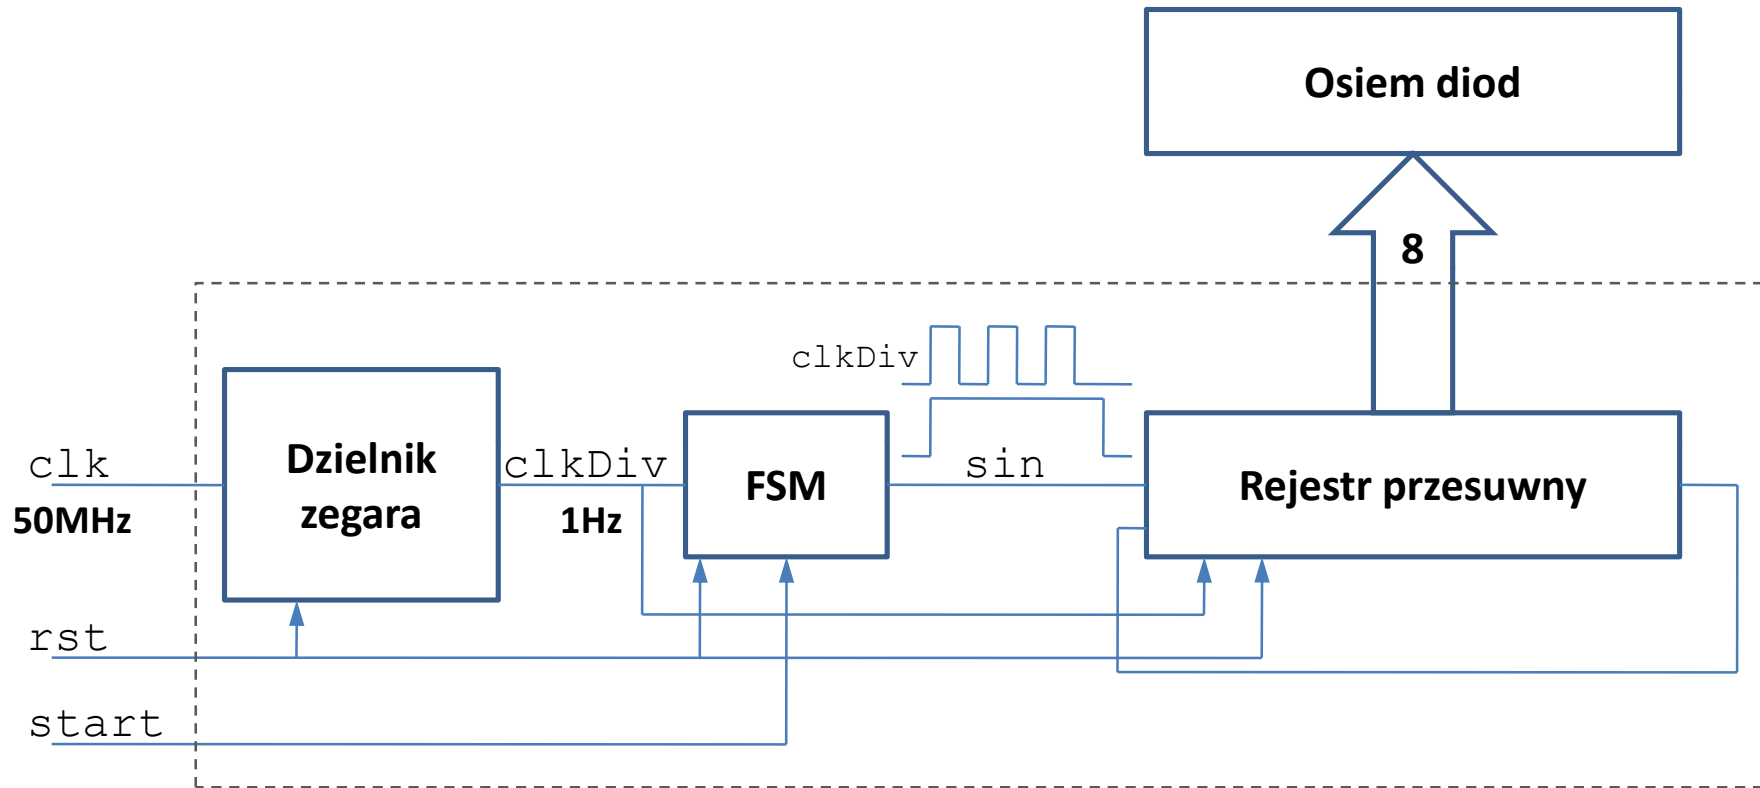 Osiem diod
8
clkDiv
clk
50MHz
Dzielnik
zegara
clkDiv
1Hz
FSM
sin
Rejestr przesuwny
rst
start